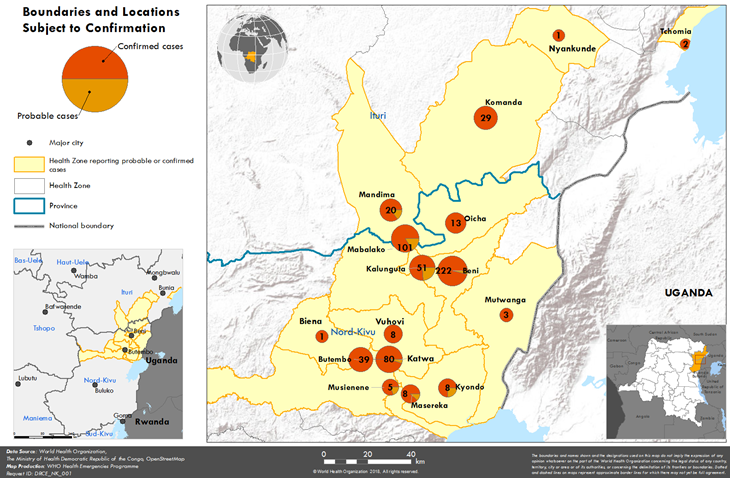 Boundaries and Locations
Subject to Confirmation
Confirmed cases
Probable cases
Major city
Health Zone reporting probable or confirmed
cases
Health Zone
Province
National boundary
1
Nyankunde
Tchomia
2
Komanda
29
Ituri
Mandima
20
Oicha
13
Mabalako
101
Kalunguta
51
222
Beni
Mutwanga
3
UGANDA
Biena
1
Nord-Kivu
Vuhovi
8
Butembo
39
80
Katwa
Musienene
5
8
Masereka
8
Kyondo
Bas-Uele
Haut-Uele
Wamba
Mongbwalu
Ituri
Bunia
Bafwasende
Tshopo
Beni
Butembo
Uganda
Lubutu
Nord-Kivu
Buluko
Maniema
Goma
Rwanda
Sud-Kivu
Data Source: World Health Organization,
The Ministry of Health Democratic Republic of the Congo, OpenStreetMap
Map Production: WHO Health Emergencies Programme
Request ID: DRCE_NK_001
0 20 40
km
© World Health Organization 2018, All rights reserved.
The boundaries and names shown and the designations used on this map do not imply the expression of any
opinion whatsoever on the part of the World Health Organization concerning the legal status of any country,
territory, city or area or of its authorities, or concerning the delimitation of its frontiers or boundaries. Dotted
and dashed lines on maps represent approximate border lines for which there may not yet be full agreement.